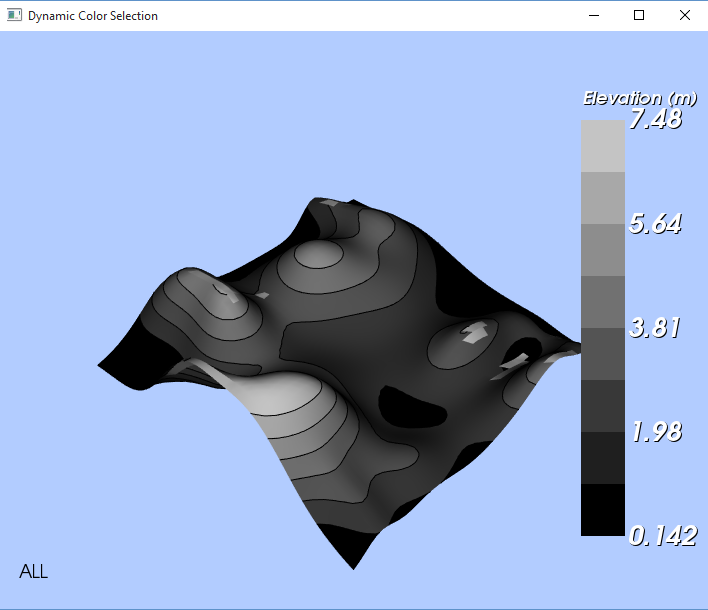 Dynamic Color Selection
Elevation (m)
7.48
5.64
3.81
1.98
0.142
ALL